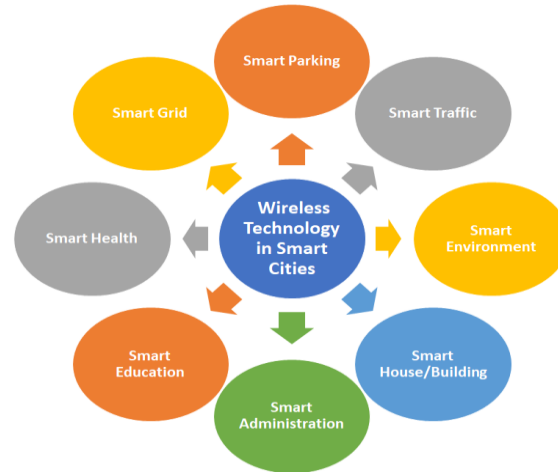 Smart Parking
Smart Grid
Smart Traffic
Wireless
Technology
in Smart
Cities
Smart Health
Smart
Environment
Smart
Education
Smart
House/Building
Smart
Administration